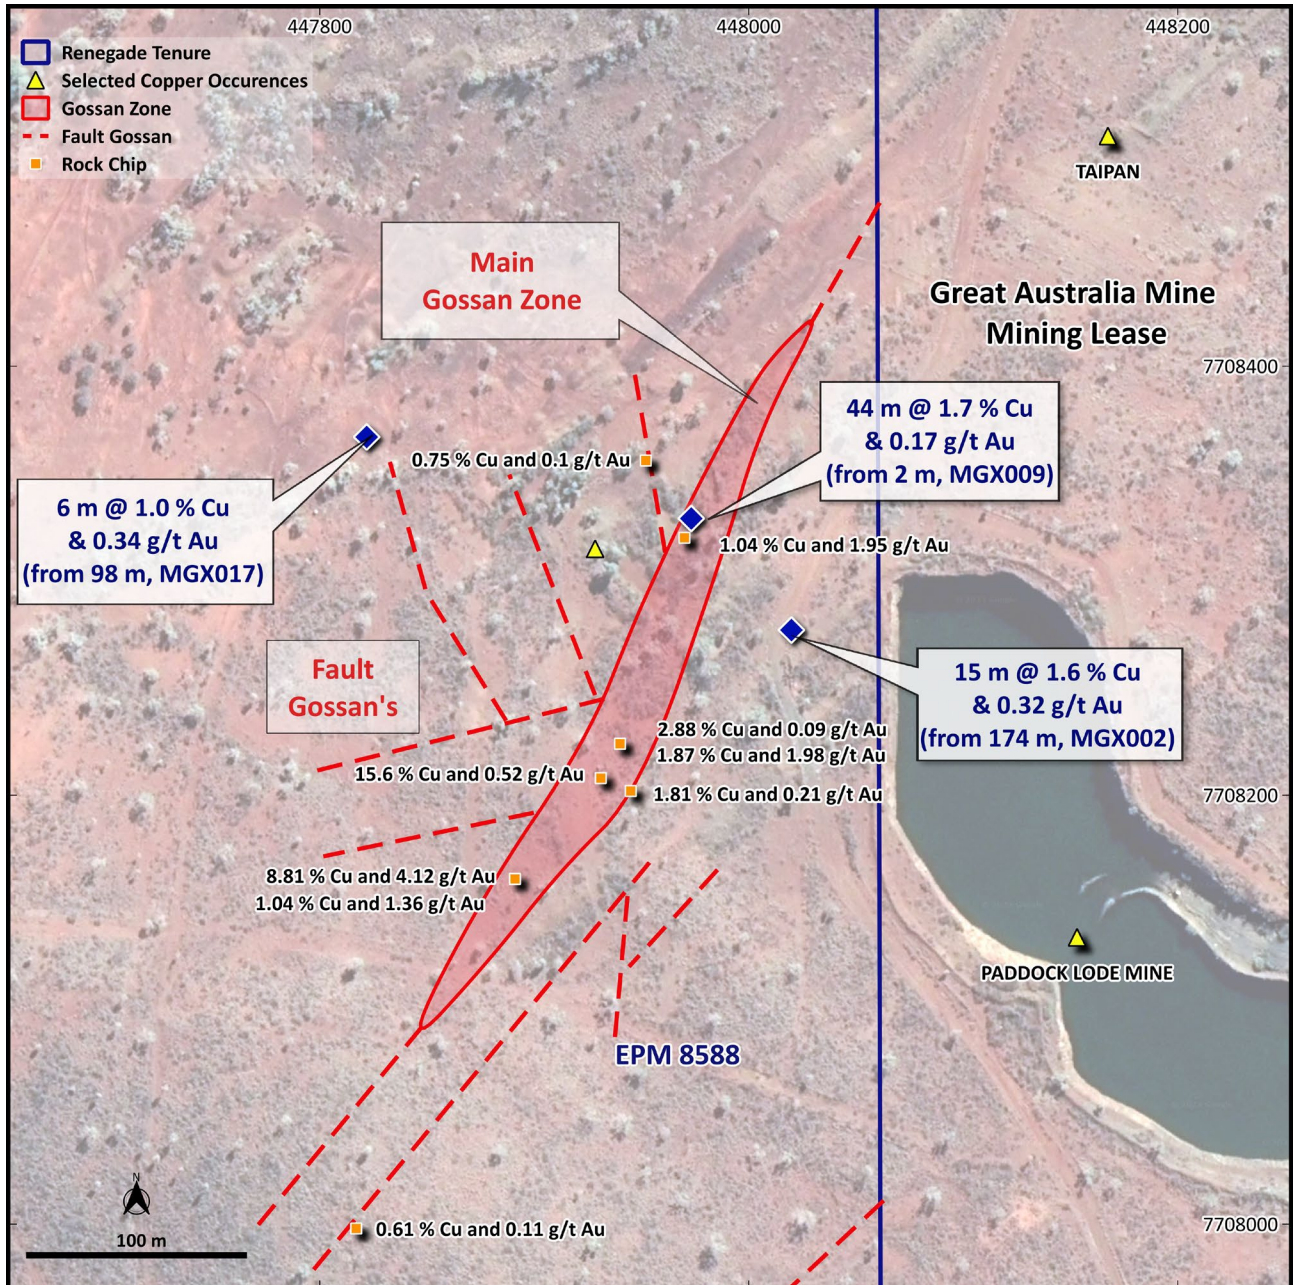 447800
448000
448200
Renegade Tenure
Selected Copper Occurences
Gossan Zone
Fault Gossan
Rock Chip
TAIPAN
Main
Gossan Zone
Great Australia Mine
Mining Lease
7708400
44 m @ 1.7 % Cu
& 0.17 g/t Au
(from 2 m, MGX009)
0.75 % Cu and 0.1 g/t Au
6 m @ 1.0 % Cu
& 0.34 g/t Au
(from 98 m, MGX017)
1.04 % Cu and 1.95 g/t Au
Fault
Gossan's
15 m @ 1.6 % Cu
& 0.32 g/t Au
(from 174 m, MGX002)
2.88 % Cu and 0.09 g/t Au
1.87 % Cu and 1.98 g/t Au
15.6 % Cu and 0.52 g/t Au
1.81 % Cu and 0.21 g/t Au
7708200
8.81 % Cu and 4.12 g/t Au
1.04 % Cu and 1.36 g/t Au
PADDOCK LODE MINE
EPM 8588
N
100 m
0.61 % Cu and 0.11 g/t Au
7708000